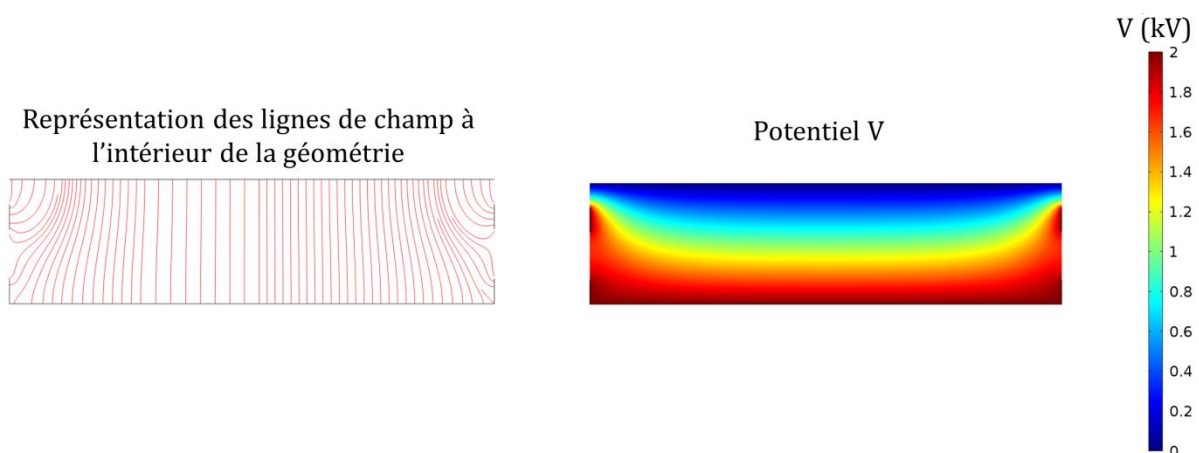 V (kV)
Représentation des lignes de champ à
l’intérieur de la géométrie
Potentiel V
2
1.8
1.6
1.4
1.2
1
0.8
0.6
0.4
0.2
0